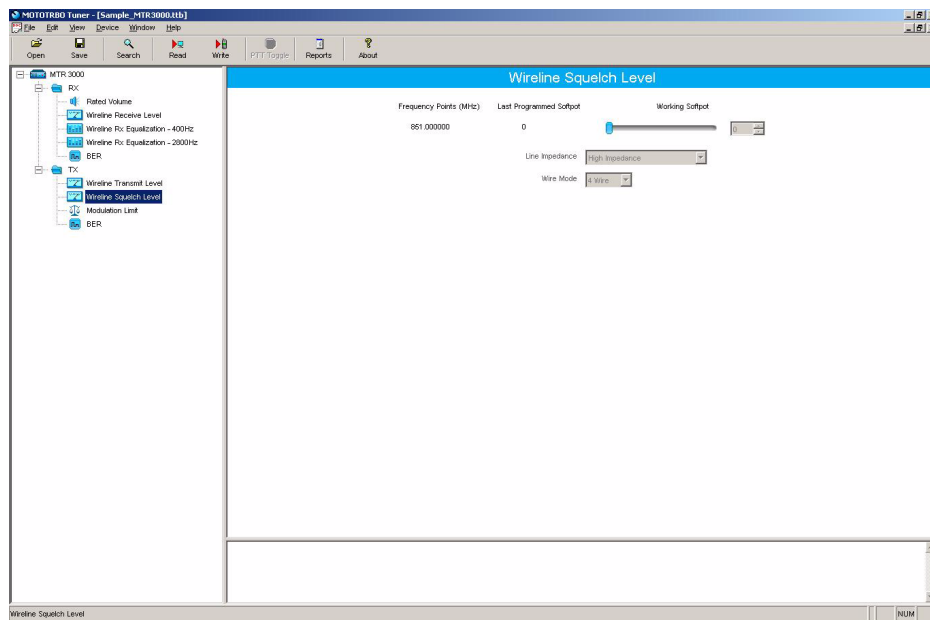 MOTOTRBO Tuner - [Sample_MTR3000.ttb]
File Edit View Device Window Help
Open Save Search Read Write PTT Toggle Reports About
MTR 3000
RX
Rated Volume
Wireline Receive Level
Wireline Rx Equalization - 400Hz
Wireline Rx Equalization - 2800Hz
BER
TX
Wireline Transmit Level
Wireline Squelch Level
Modulation Limit
BER
Wireline Squelch Level
Frequency Points (MHz) Last Programmed Softpot Working Softpot
851.000000 0 0
Line Impedance High Impedance
Wire Mode 4 Wire
Wireline Squelch Level NUM